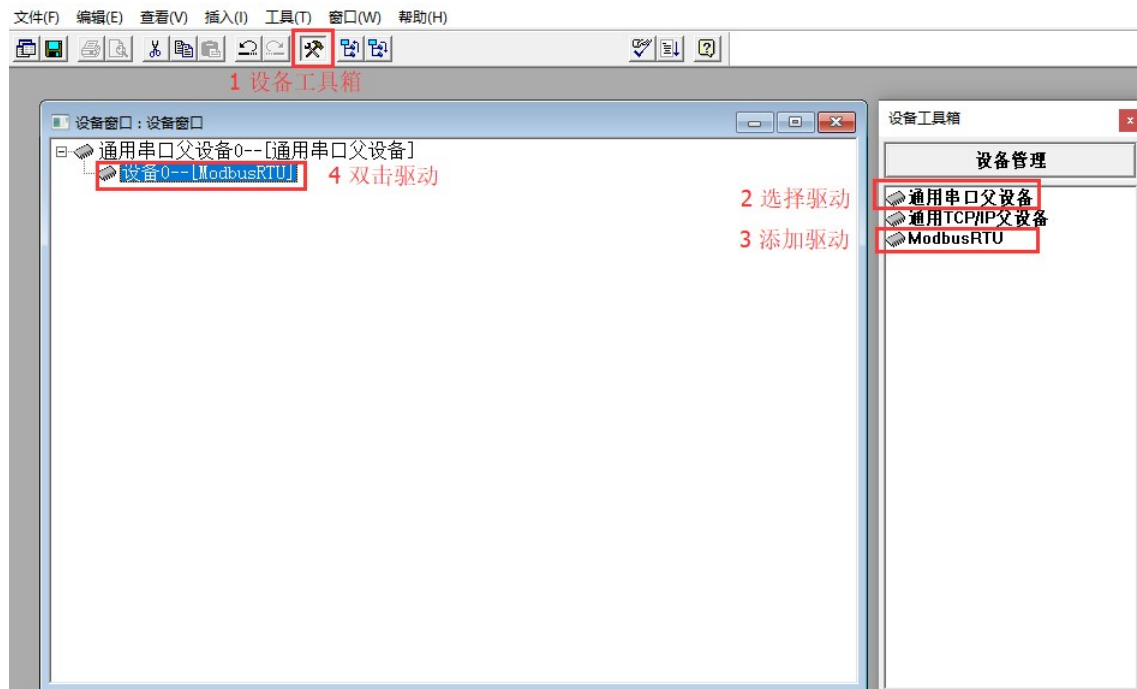 文件(F) 编辑(E) 查看(V) 插入(I) 工具(T) 窗口(W) 帮助(H)
1 设备工具箱
设备窗口 : 设备窗口
通用串口父设备0--[通用串口父设备]
设备0--[ModbusRTU]
4 双击驱动
2 选择驱动
3 添加驱动
设备工具箱
设备管理
通用串口父设备
通用TCP/IP父设备
ModbusRTU